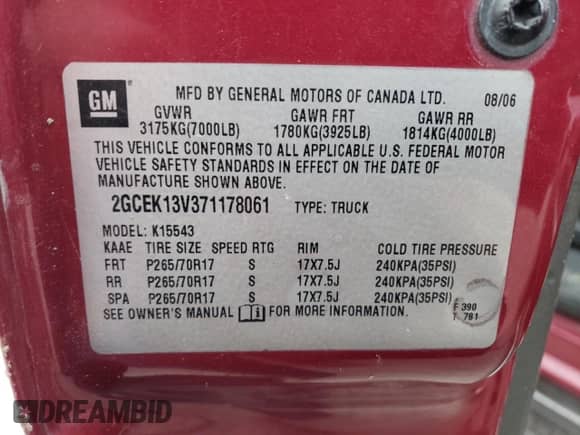 GM
MFD BY GENERAL MOTORS OF CANADA LTD. 08/06
GVWR GAWR FRT GAWR RR
3175KG(7000LB) 1780KG(3925LB) 1814KG(4000LB)
THIS VEHICLE CONFORMS TO ALL APPLICABLE U.S. FEDERAL MOTOR
VEHICLE SAFETY STANDARDS IN EFFECT ON THE DATE OF
MANUFACTURE SHOWN ABOVE.
2GCEK13V371178061 TYPE: TRUCK
MODEL: K15543
KAAE TIRE SIZE SPEED RTG RIM COLD TIRE PRESSURE
FRT P265/70R17 S 17X7.5J 240KPA(35PSI)
RR P265/70R17 S 17X7.5J 240KPA(35PSI)
SPA P265/70R17 S 17X7.5J 240KPA(35PSI)
SEE OWNER'S MANUAL FOR MORE INFORMATION.
F 390
T 781
DREAMBID